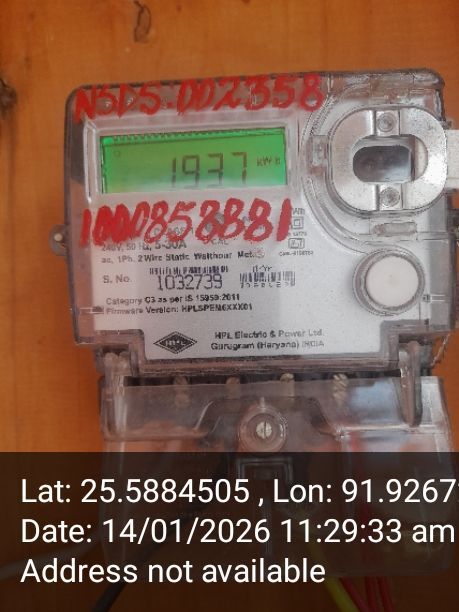 NSDS.002358
1937 kWh
1000858881
240V, 50 Hz, 5-30A
ac, 1Ph, 2 Wire Static Watthour Meter
S. No. 1032739
Category C3 as per IS 15959:2011
Firmware Version: HPLSPEM6XXX01
HPL
HPL Electric & Power Ltd.
Gurugram (Haryana) INDIA
Lat: 25.5884505 , Lon: 91.9267
Date: 14/01/2026 11:29:33 am
Address not available